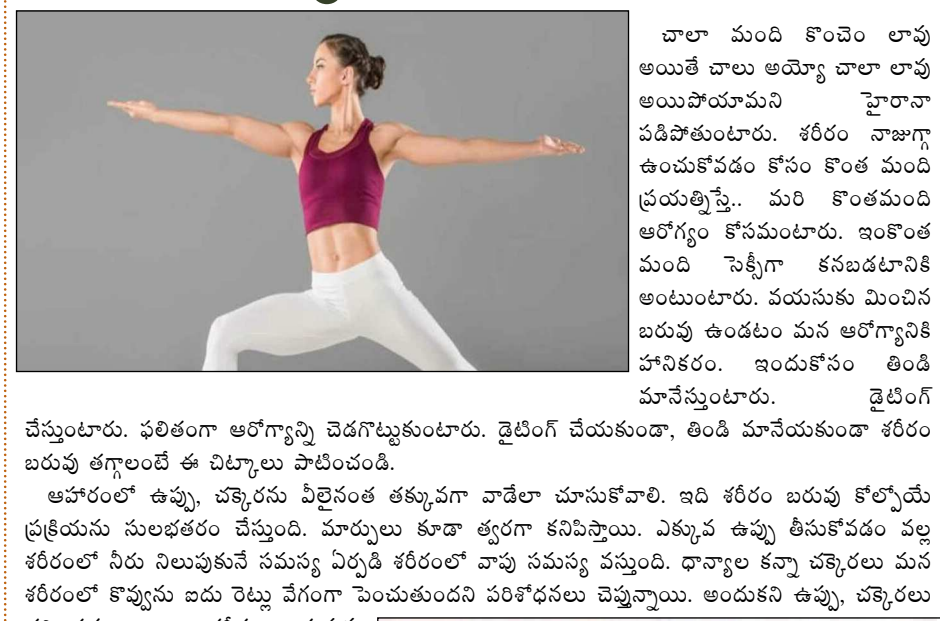 చాలా మంది కొంచెం లావు
అయితే చాలు అయ్యో చాలా లావు
అయిపోయామని హైరానా
పడిపోతుంటారు. శరీరం నాజుగ్గా
ఉంచుకోవడం కోసం కొంత మంది
ప్రయత్నిస్తే.. మరి కొంతమంది
ఆరోగ్యం కోసమంటారు. ఇంకొంత
మంది సెక్సీగా కనబడటానికి
అంటుంటారు. వయసుకు మించిన
బరువు ఉండటం మన ఆరోగ్యానికి
హానికరం. ఇందుకోసం తిండి
మానేస్తుంటారు. డైటింగ్
చేస్తుంటారు. ఫలితంగా ఆరోగ్యాన్ని చెడగొట్టుకుంటారు. డైటింగ్ చేయకుండా, తిండి మానేయకుండా శరీరం
బరువు తగ్గాలంటే ఈ చిట్కాలు పాటించండి.
ఆహారంలో ఉప్పు, చక్కెరను వీలైనంత తక్కువగా వాడేలా చూసుకోవాలి. ఇది శరీరం బరువు కోల్పోయే
ప్రక్రియను సులభతరం చేస్తుంది. మార్పులు కూడా త్వరగా కనిపిస్తాయి. ఎక్కువ ఉప్పు తీసుకోవడం వల్ల
శరీరంలో నీరు నిలుపుకునే సమస్య ఏర్పడి శరీరంలో వాపు సమస్య వస్తుంది. ధాన్యాల కన్నా చక్కెరలు మన
శరీరంలో కొవ్వును ఐదు రెట్లు వేగంగా పెంచుతుందని పరిశోధనలు చెప్తున్నాయి. అందుకని ఉప్పు, చక్కెరలు